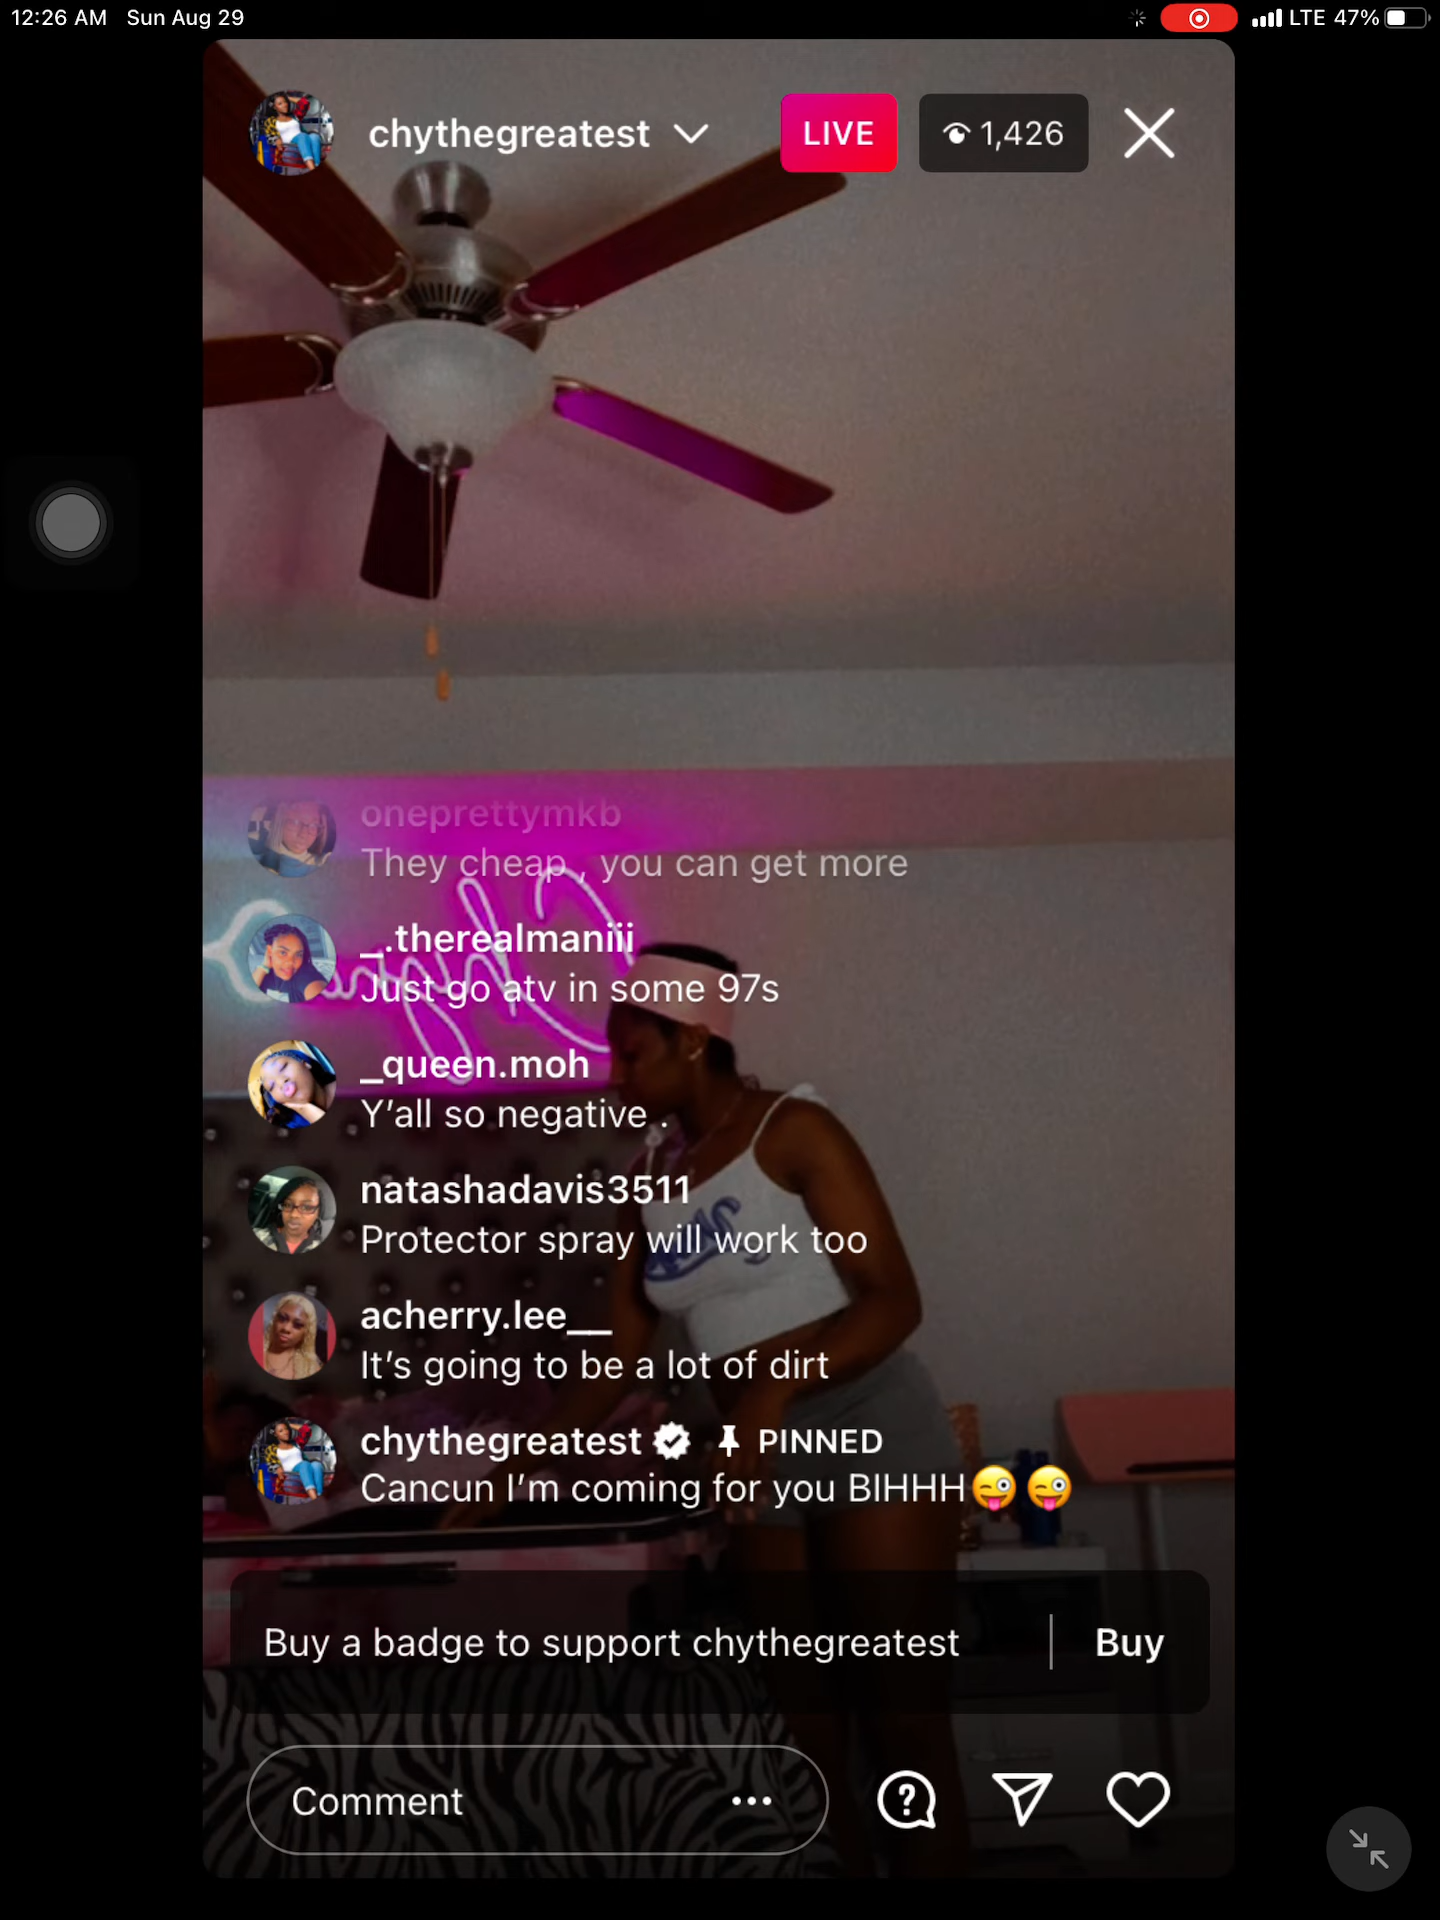 12:26 AM Sun Aug 29
LTE 47%
chythegreatest LIVE 1,426
oneprettymkb
They cheap , you can get more
_.therealmaniii
Just go atv in some 97s
_queen.moh
Y’all so negative .
natashadavis3511
Protector spray will work too
acherry.lee__
It’s going to be a lot of dirt
chythegreatest PINNED
Cancun I’m coming for you BIHHH😜😜
Buy a badge to support chythegreatest | Buy
Comment